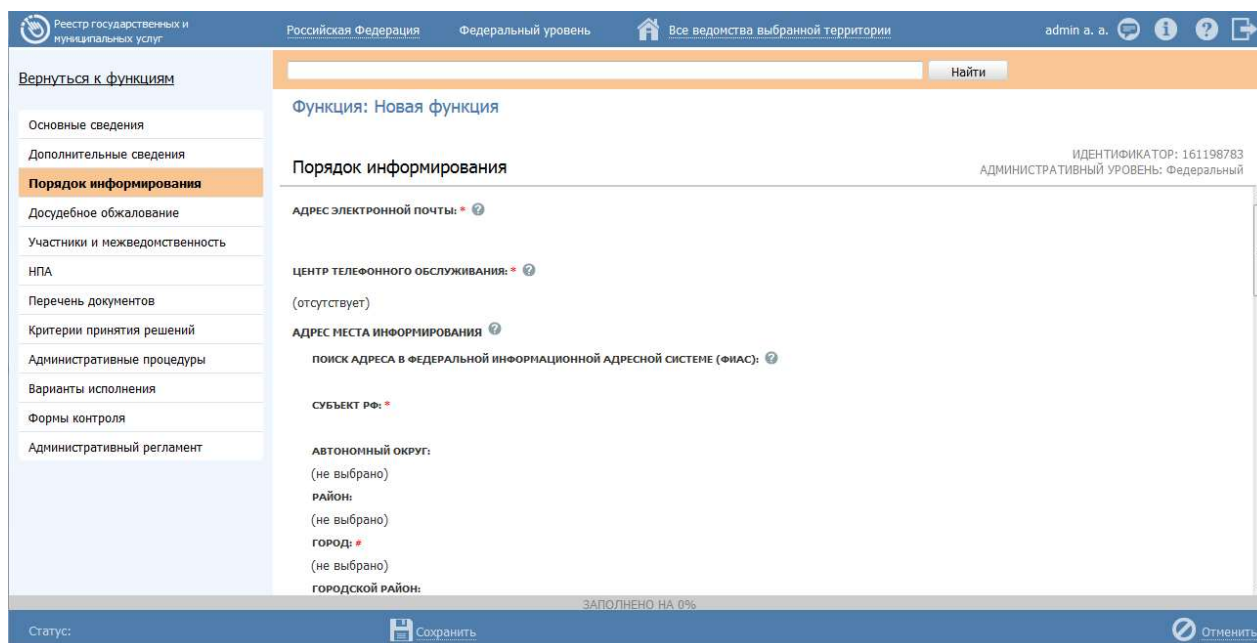 Реестр государственных и
муниципальных услуг
Российская Федерация
Федеральный уровень
Все ведомства выбранной территории
admin a. a.
Вернуться к функциям
Найти
Основные сведения
Дополнительные сведения
Порядок информирования
Досудебное обжалование
Участники и межведомственность
НПА
Перечень документов
Критерии принятия решений
Административные процедуры
Варианты исполнения
Формы контроля
Административный регламент
Функция: Новая функция
Порядок информирования
ИДЕНТИФИКАТОР: 161198783
АДМИНИСТРАТИВНЫЙ УРОВЕНЬ: Федеральный
АДРЕС ЭЛЕКТРОННОЙ ПОЧТЫ: *
ЦЕНТР ТЕЛЕФОННОГО ОБСЛУЖИВАНИЯ: *
(отсутствует)
АДРЕС МЕСТА ИНФОРМИРОВАНИЯ
ПОИСК АДРЕСА В ФЕДЕРАЛЬНОЙ ИНФОРМАЦИОННОЙ АДРЕСНОЙ СИСТЕМЕ (ФИАС):
СУБЪЕКТ РФ: *
АВТОНОМНЫЙ ОКРУГ:
(не выбрано)
РАЙОН:
(не выбрано)
ГОРОД: #
(не выбрано)
ГОРОДСКОЙ РАЙОН:
ЗАПОЛНЕНО НА 0%
Статус:
Сохранить
Отменить